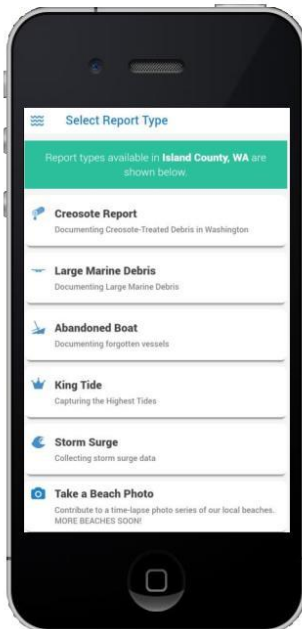 Select Report Type
Report types available in Island County, WA are
shown below.
Creosote Report
Documenting Creosote-Treated Debris in Washington
Large Marine Debris
Documenting Large Marine Debris
Abandoned Boat
Documenting forgotten vessels
King Tide
Capturing the Highest Tides
Storm Surge
Collecting storm surge data
Take a Beach Photo
Contribute to a time-lapse photo series of our local beaches.
MORE BEACHES SOON!